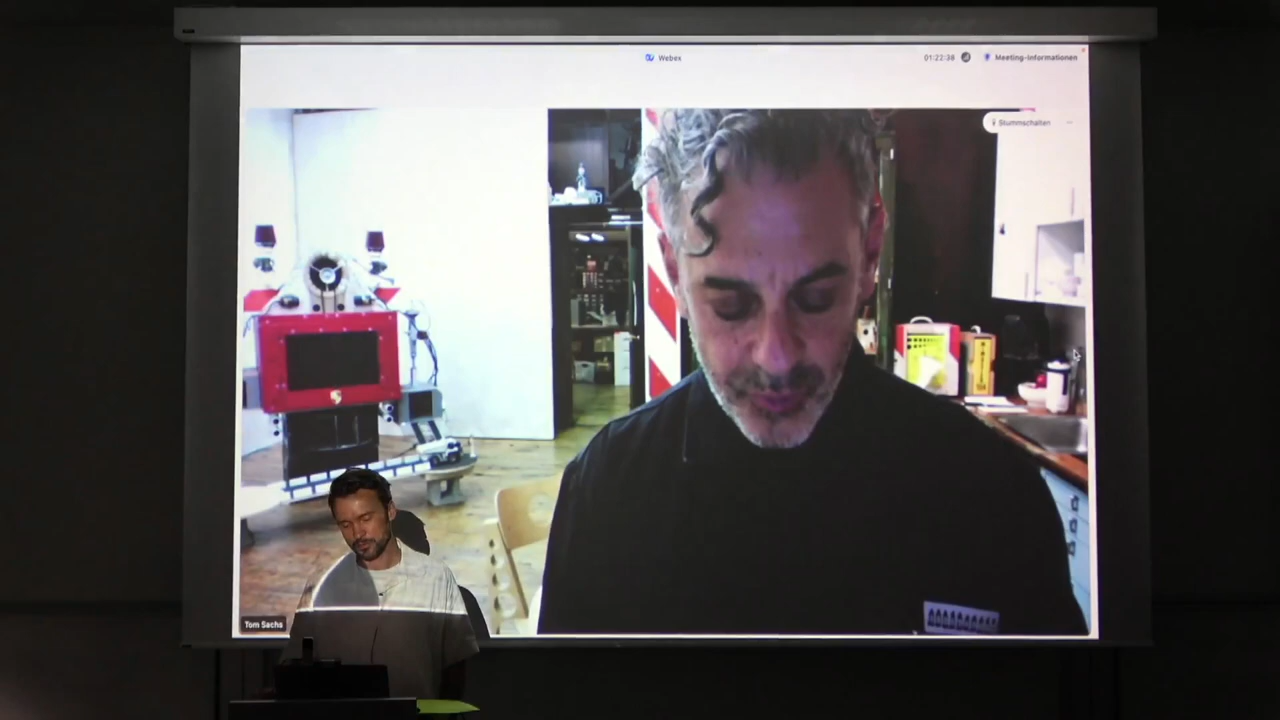 Webex
01:22:38
Meeting-Informationen
Stummschalten
Tom Sachs